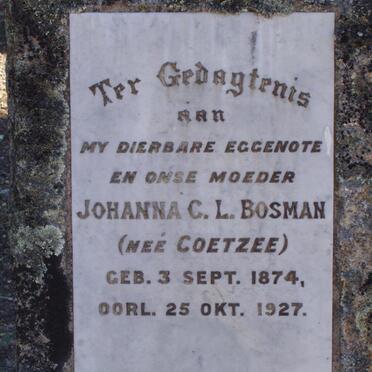 Ter Gedagtenis
aan
MY DIERBARE EGGENOTE
EN ONSE MOEDER
JOHANNA C. L. BOSMAN
(NEÉ COETZEE)
GEB. 3 SEPT. 1874,
OORL. 25 OKT. 1927.